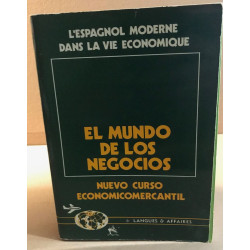 L'ESPAGNOL MODERNE
DANS LA VIE ECONOMIQUE
EL MUNDO
DE LOS
NEGOCIOS
NUEVO CURSO
ECONOMICOMERCANTIL
LANGUES & AFFAIRES